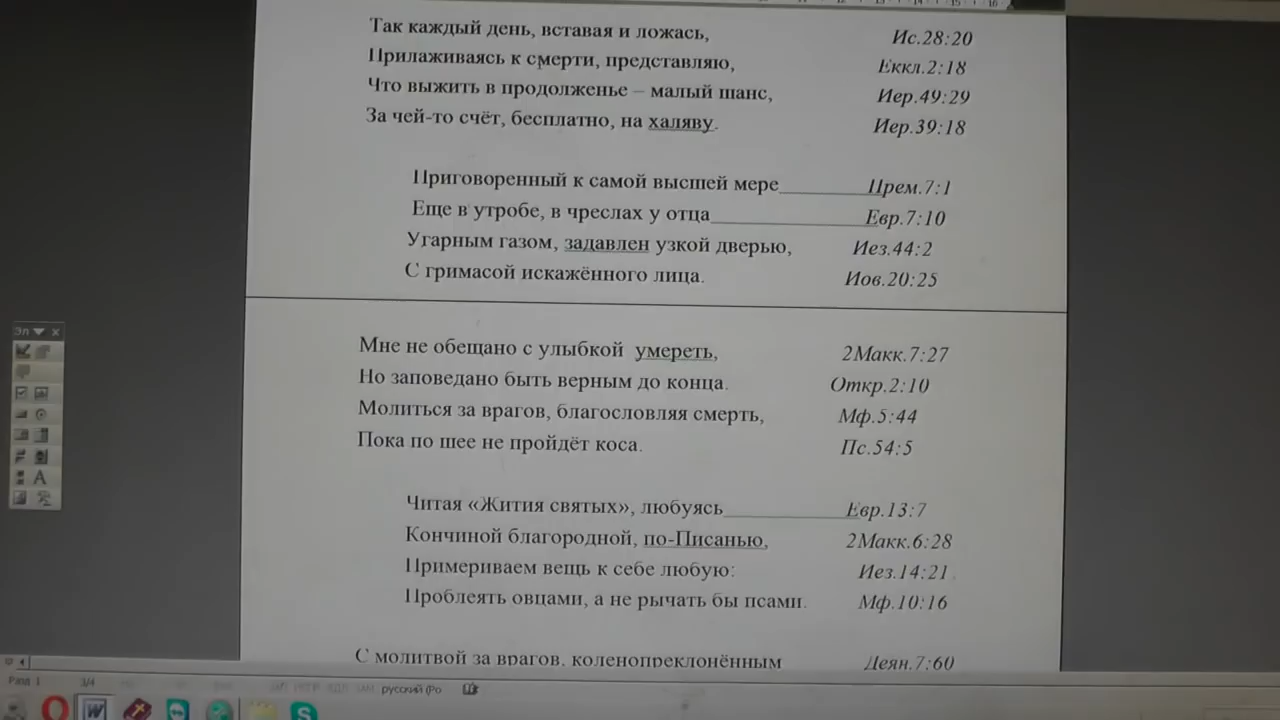 Так каждый день, вставая и ложась, Ис.28:20
Прилаживаясь к смерти, представляю, Еккл.2:18
Что выжить в продолженье – малый шанс, Иер.49:29
За чей-то счёт, бесплатно, на халяву. Иер.39:18
Приговоренный к самой высшей мере Прем.7:1
Еще в утробе, в чреслах у отца Евр.7:10
Угарным газом, задавлен узкой дверью, Иез.44:2
С гримасой искажённого лица. Иов.20:25
Мне не обещано с улыбкой умереть, 2Макк.7:27
Но заповедано быть верным до конца. Откр.2:10
Молиться за врагов, благословляя смерть, Мф.5:44
Пока по шее не пройдёт коса. Пс.54:5
Читая «Жития святых», любуясь Евр.13:7
Кончиной благородной, по-Писанью, 2Макк.6:28
Примериваем вещь к себе любую: Иез.14:21
Проблеять овцами, а не рычать бы псами. Мф.10:16
С молитвой за врагов, коленопреклонённым Деян.7:60
Эл
Разд 1 3/4 русский (Ро